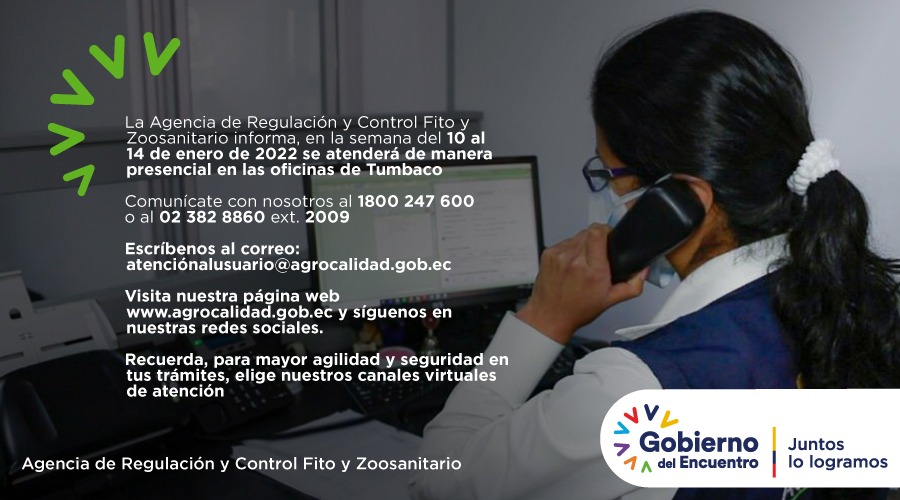 La Agencia de Regulación y Control Fito y
Zoosanitario informa, en la semana del 10 al
14 de enero de 2022 se atenderá de manera
presencial en las oficinas de Tumbaco
Comunícate con nosotros al 1800 247 600
o al 02 382 8860 ext. 2009
Escríbenos al correo:
atenciónalusuario@agrocalidad.gob.ec
Visita nuestra página web
www.agrocalidad.gob.ec y síguenos en
nuestras redes sociales.
Recuerda, para mayor agilidad y seguridad en
tus trámites, elige nuestros canales virtuales
de atención
Agencia de Regulación y Control Fito y Zoosanitario
Gobierno
del Encuentro
Juntos
lo logramos